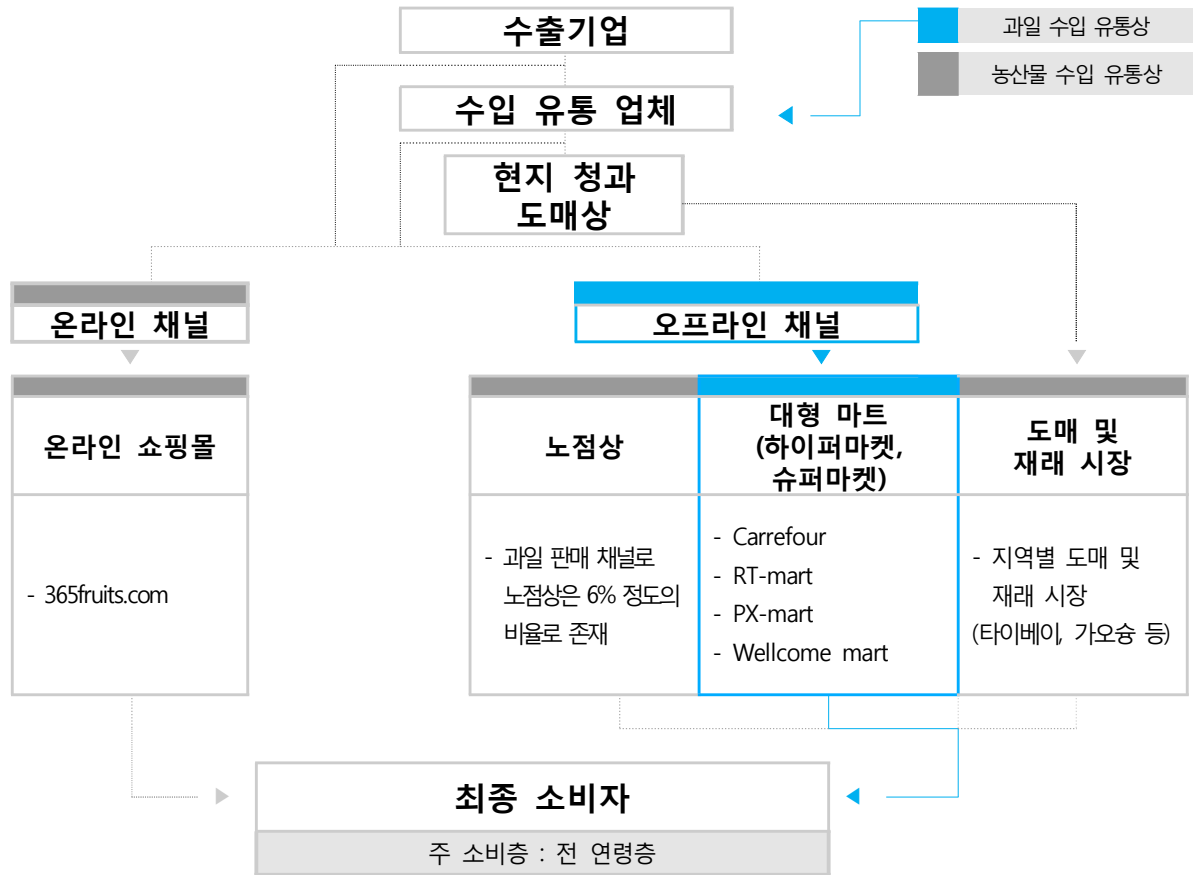 수출기업
과일 수입 유통상
농산물 수입 유통상
수입 유통 업체
현지 청과
도매상
온라인 채널
오프라인 채널
온라인 쇼핑몰
- 365fruits.com
노점상
- 과일 판매 채널로
노점상은 6% 정도의
비율로 존재
대형 마트
(하이퍼마켓,
슈퍼마켓)
- Carrefour
- RT-mart
- PX-mart
- Wellcome mart
도매 및
재래 시장
- 지역별 도매 및
재래 시장
(타이베이, 가오슝 등)
최종 소비자
주 소비층 : 전 연령층